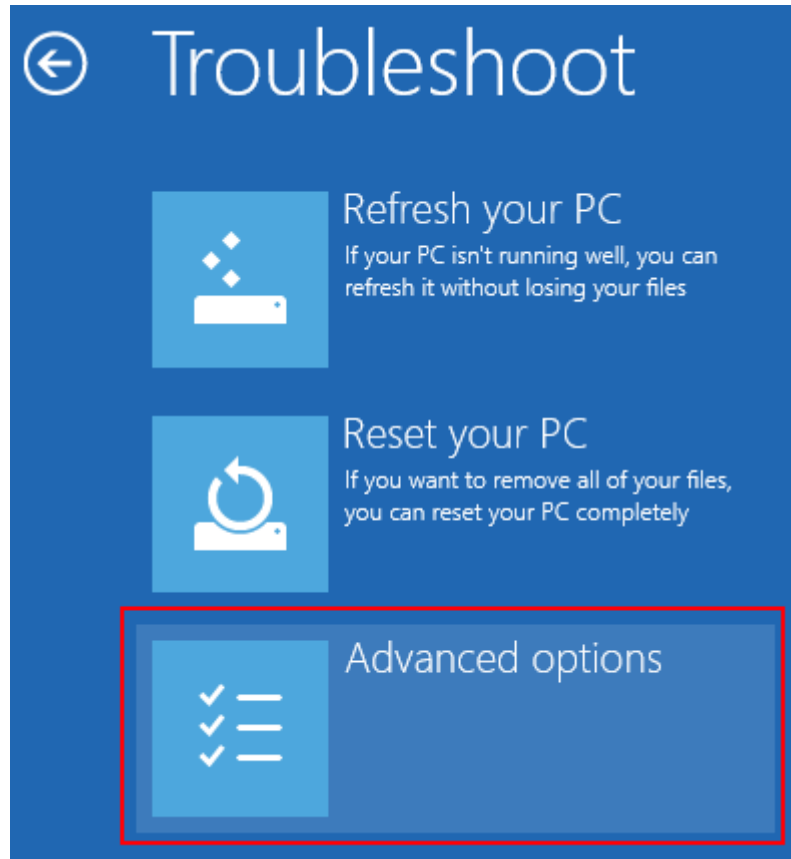 Troubleshoot
Refresh your PC
If your PC isn't running well, you can
refresh it without losing your files
Reset your PC
If you want to remove all of your files,
you can reset your PC completely
Advanced options